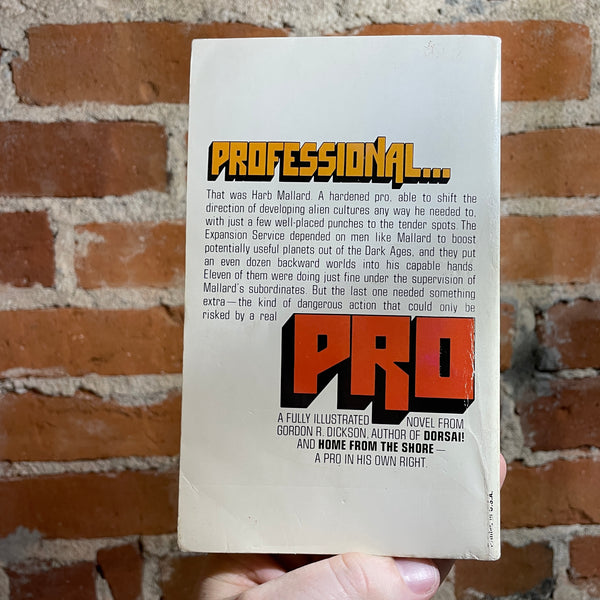 PROFESSIONAL...
That was Harb Mallard. A hardened pro, able to shift the
direction of developing alien cultures any way he needed to,
with just a few well-placed punches to the tender spots. The
Expansion Service depended on men like Mallard to boost
potentially useful planets out of the Dark Ages, and they put
an even dozen backward worlds into his capable hands.
Eleven of them were doing just fine under the supervision of
Mallard's subordinates. But the last one needed something
extra—the kind of dangerous action that could only be
risked by a real
PRO
A FULLY ILLUSTRATED NOVEL FROM
GORDON R. DICKSON, AUTHOR OF DORSAI!
AND HOME FROM THE SHORE—
A PRO IN HIS OWN RIGHT.